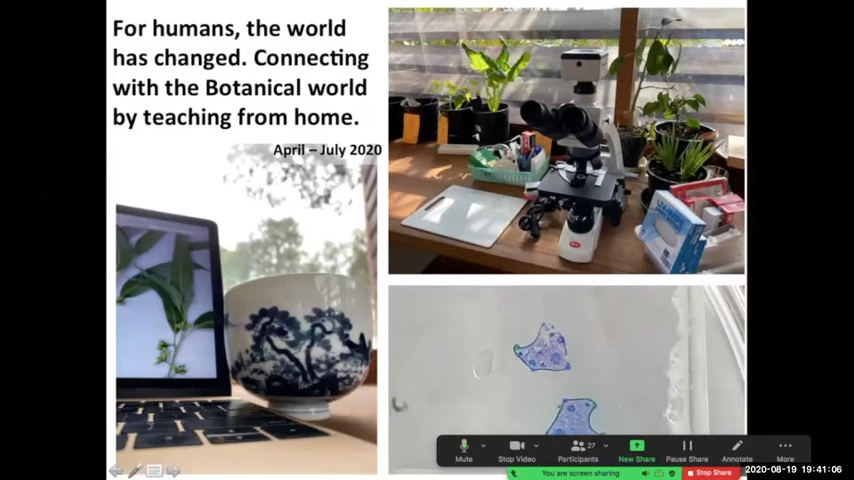 For humans, the world
has changed. Connecting
with the Botanical world
by teaching from home.
April – July 2020
27
Mute
Stop Video
Participants
New Share
Pause Share
Annotate
More
You are screen sharing
Stop Share
2020-08-19 19:41:06